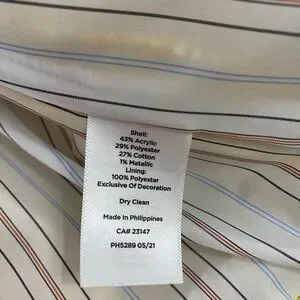 Shell:
43% Acrylic
29% Polyester
27% Cotton
1% Metallic
Lining:
100% Polyester
Exclusive Of Decoration
Dry Clean
Made In Philippines
CA# 23147
PH5289 05/21